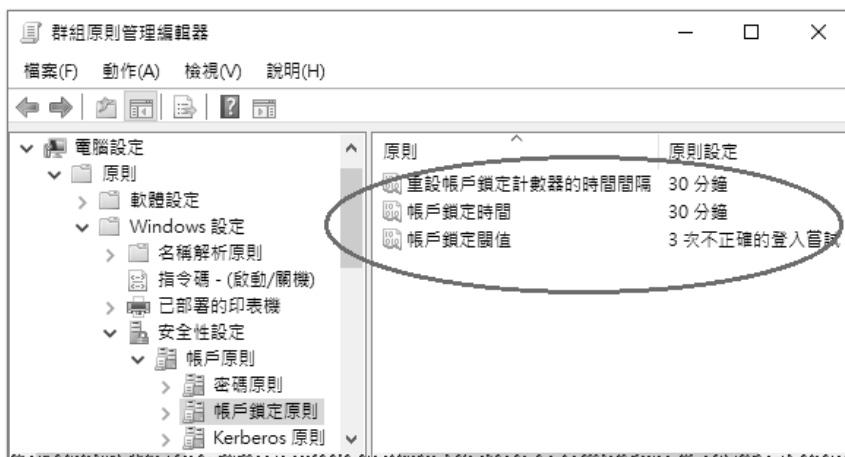 群組原則管理編輯器
檔案(F) 動作(A) 檢視(V) 說明(H)
電腦設定
原則
軟體設定
Windows 設定
名稱解析原則
指令碼 - (啟動/關機)
已部署的印表機
安全性設定
帳戶原則
密碼原則
帳戶鎖定原則
Kerberos 原則
原則 原則設定
重設帳戶鎖定計數器的時間間隔 30 分鐘
帳戶鎖定時間 30 分鐘
帳戶鎖定閾值 3 次不正確的登入嘗試